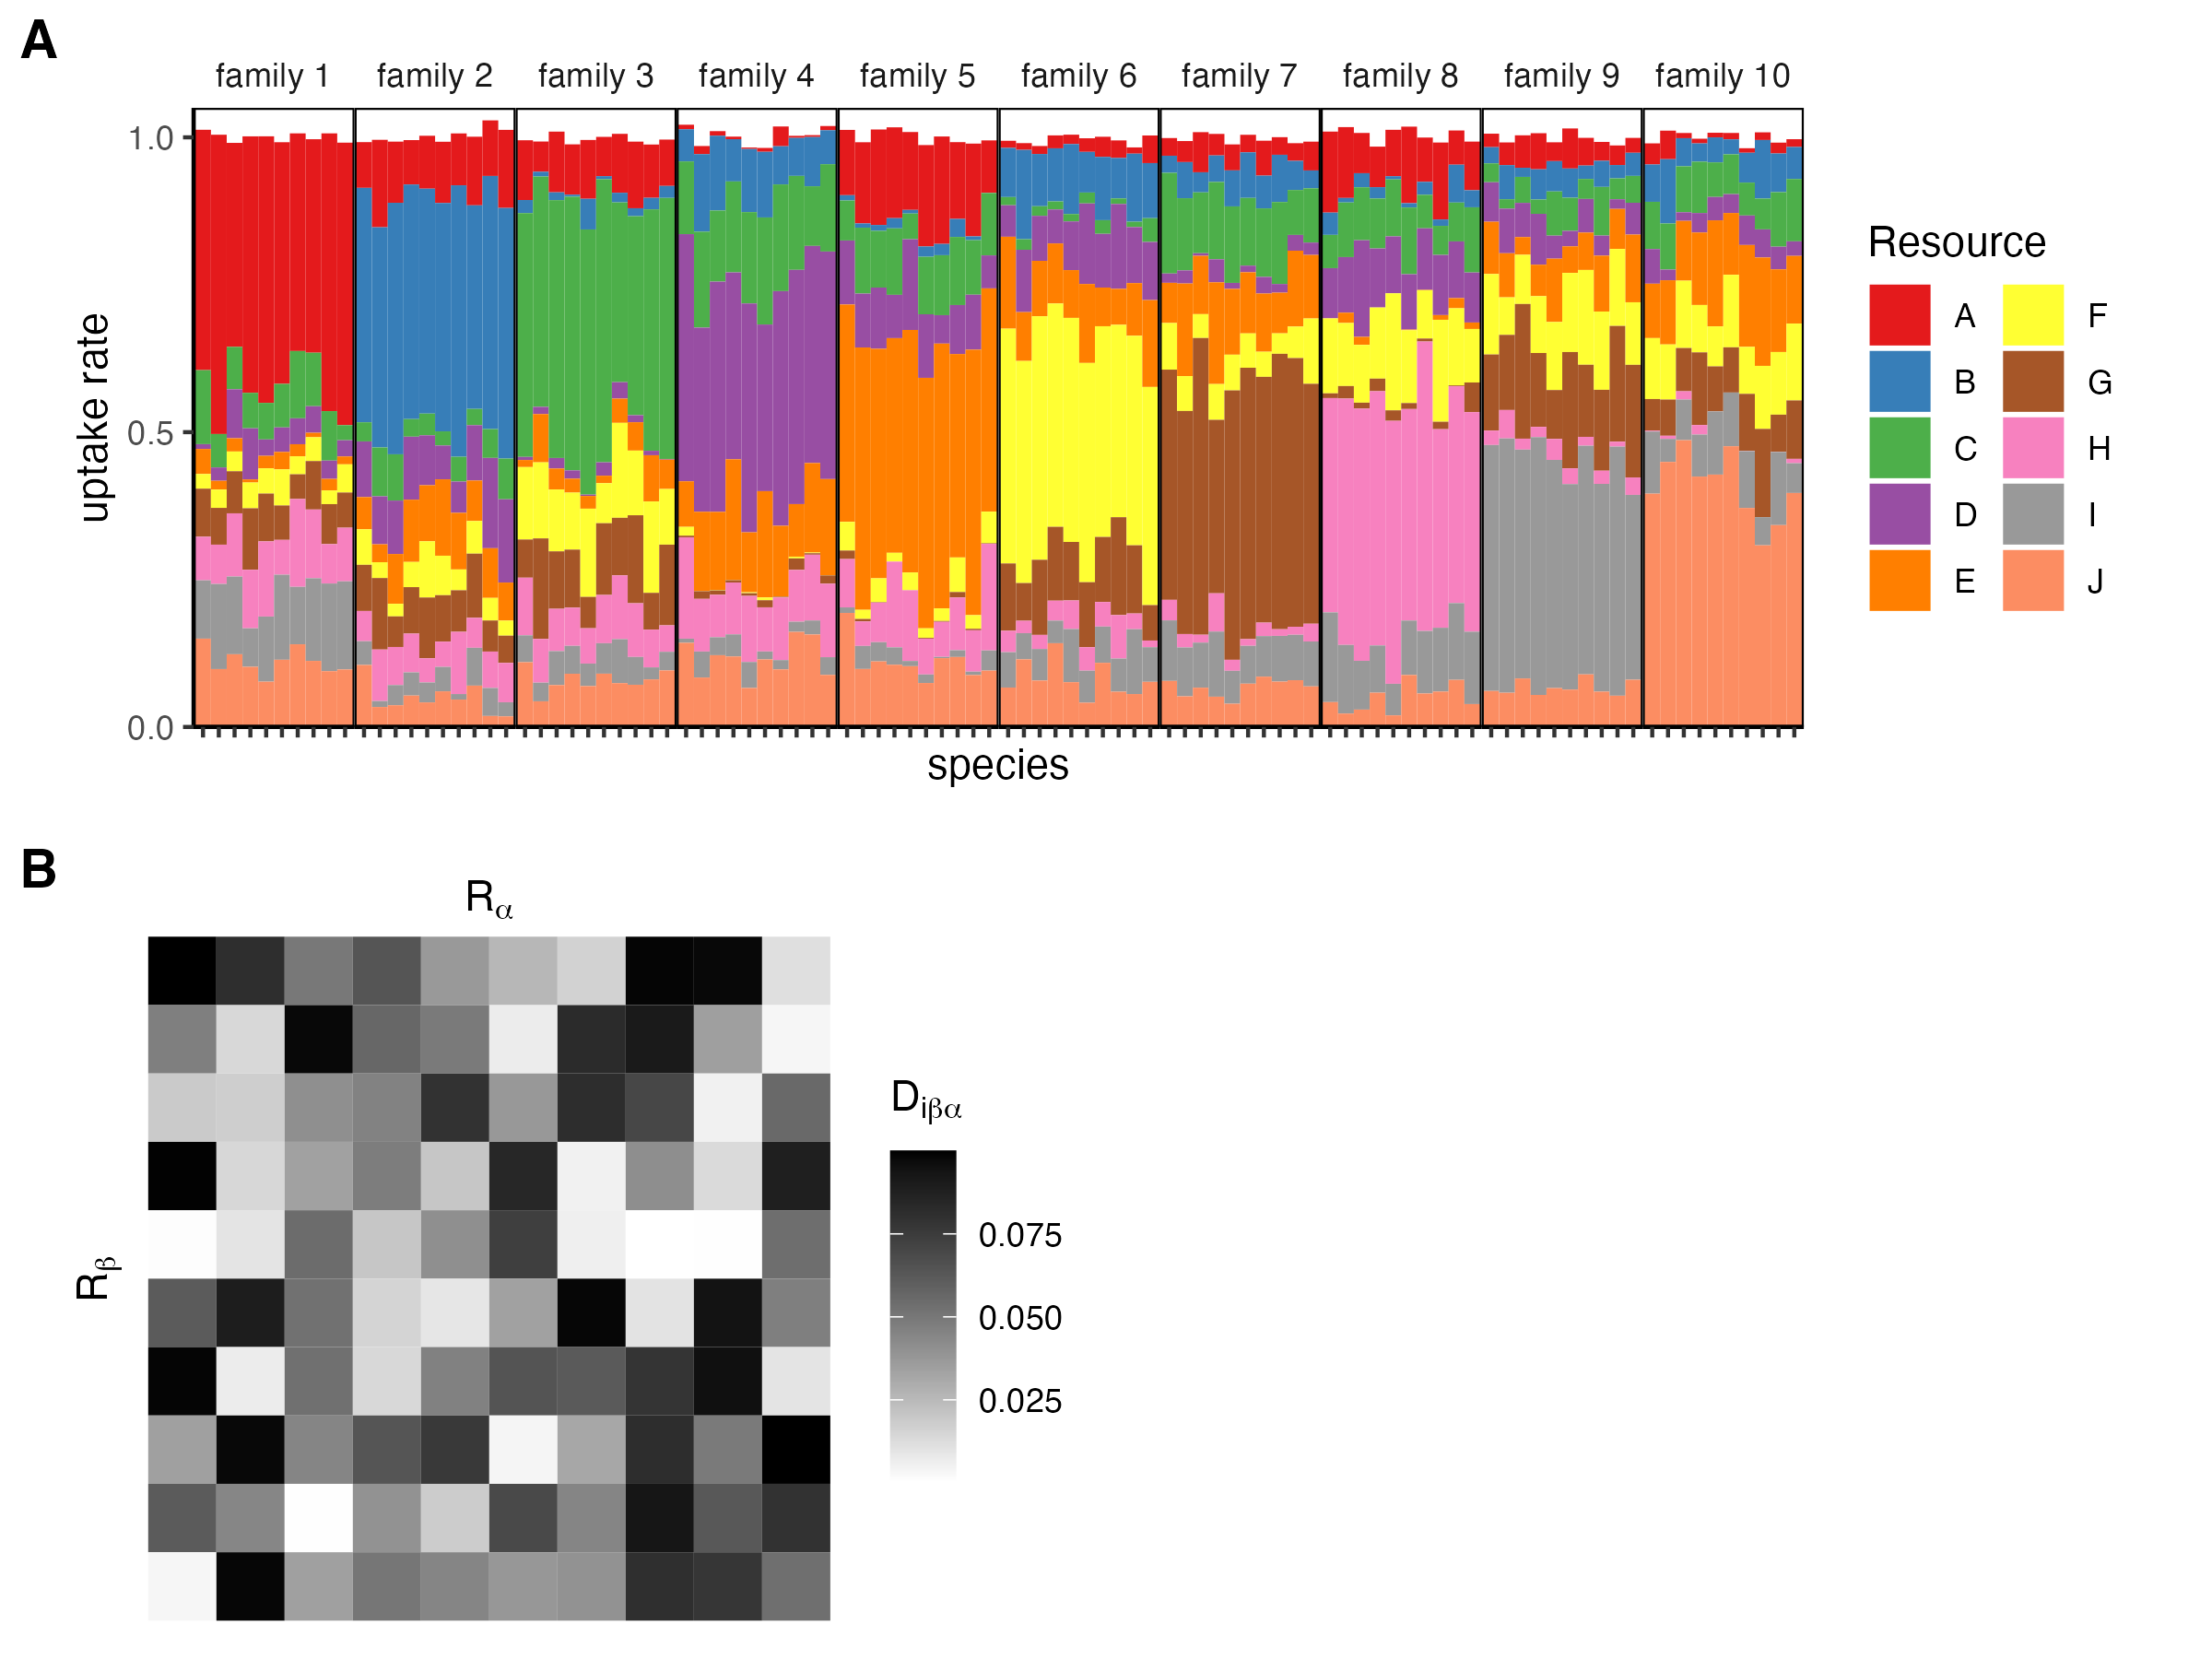 A
family 1 family 2 family 3 family 4 family 5 family 6 family 7 family 8 family 9 family 10
1.0
0.5
0.0
uptake rate
species
Resource
A F
B G
C H
D I
E J
B
Rα
Rβ
Diβα
0.075
0.050
0.025